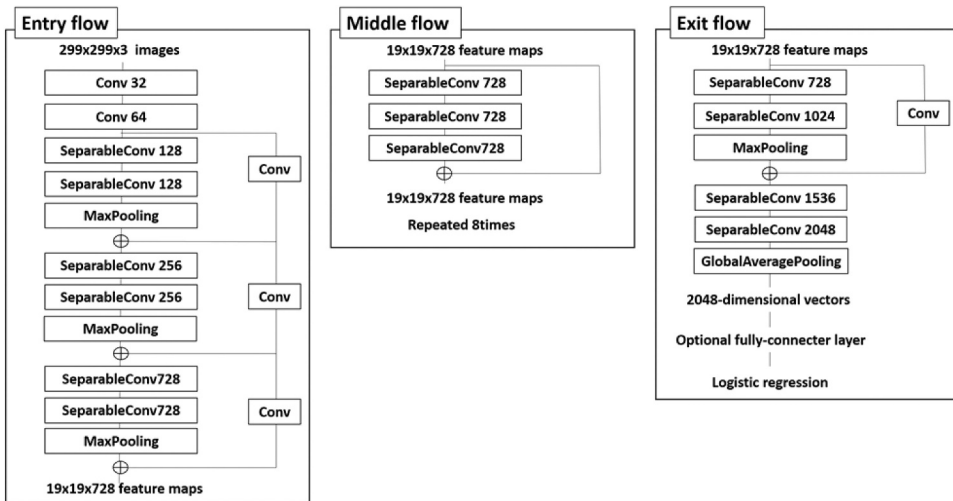 Entry flow
299x299x3 images
Conv 32
Conv 64
SeparableConv 128
Conv
SeparableConv 128
MaxPooling
SeparableConv 256
SeparableConv 256
Conv
MaxPooling
SeparableConv728
SeparableConv728
Conv
MaxPooling
19x19x728 feature maps
Middle flow
19x19x728 feature maps
SeparableConv 728
SeparableConv 728
SeparableConv728
19x19x728 feature maps
Repeated 8times
Exit flow
19x19x728 feature maps
SeparableConv 728
SeparableConv 1024
Conv
MaxPooling
SeparableConv 1536
SeparableConv 2048
GlobalAveragePooling
2048-dimensional vectors
Optional fully-connecter layer
Logistic regression